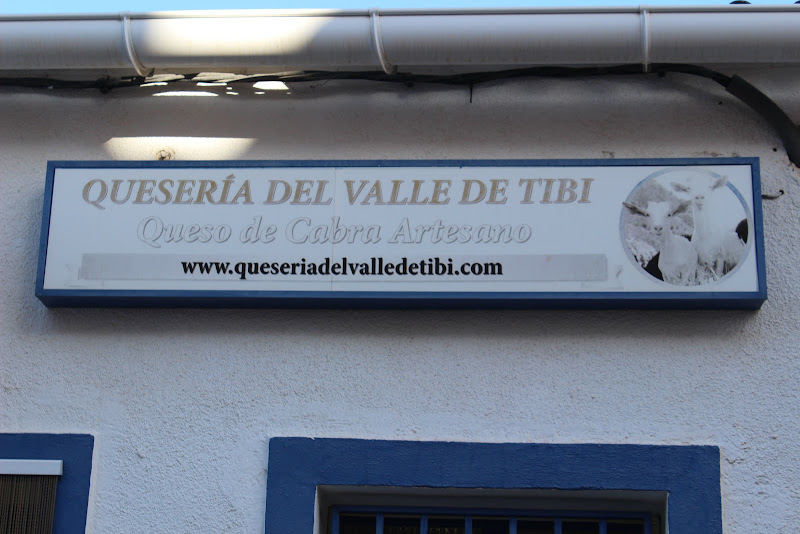 QUESERÍA DEL VALLE DE TIBI
Queso de Cabra Artesano
www.queseriadelvalledetibi.com